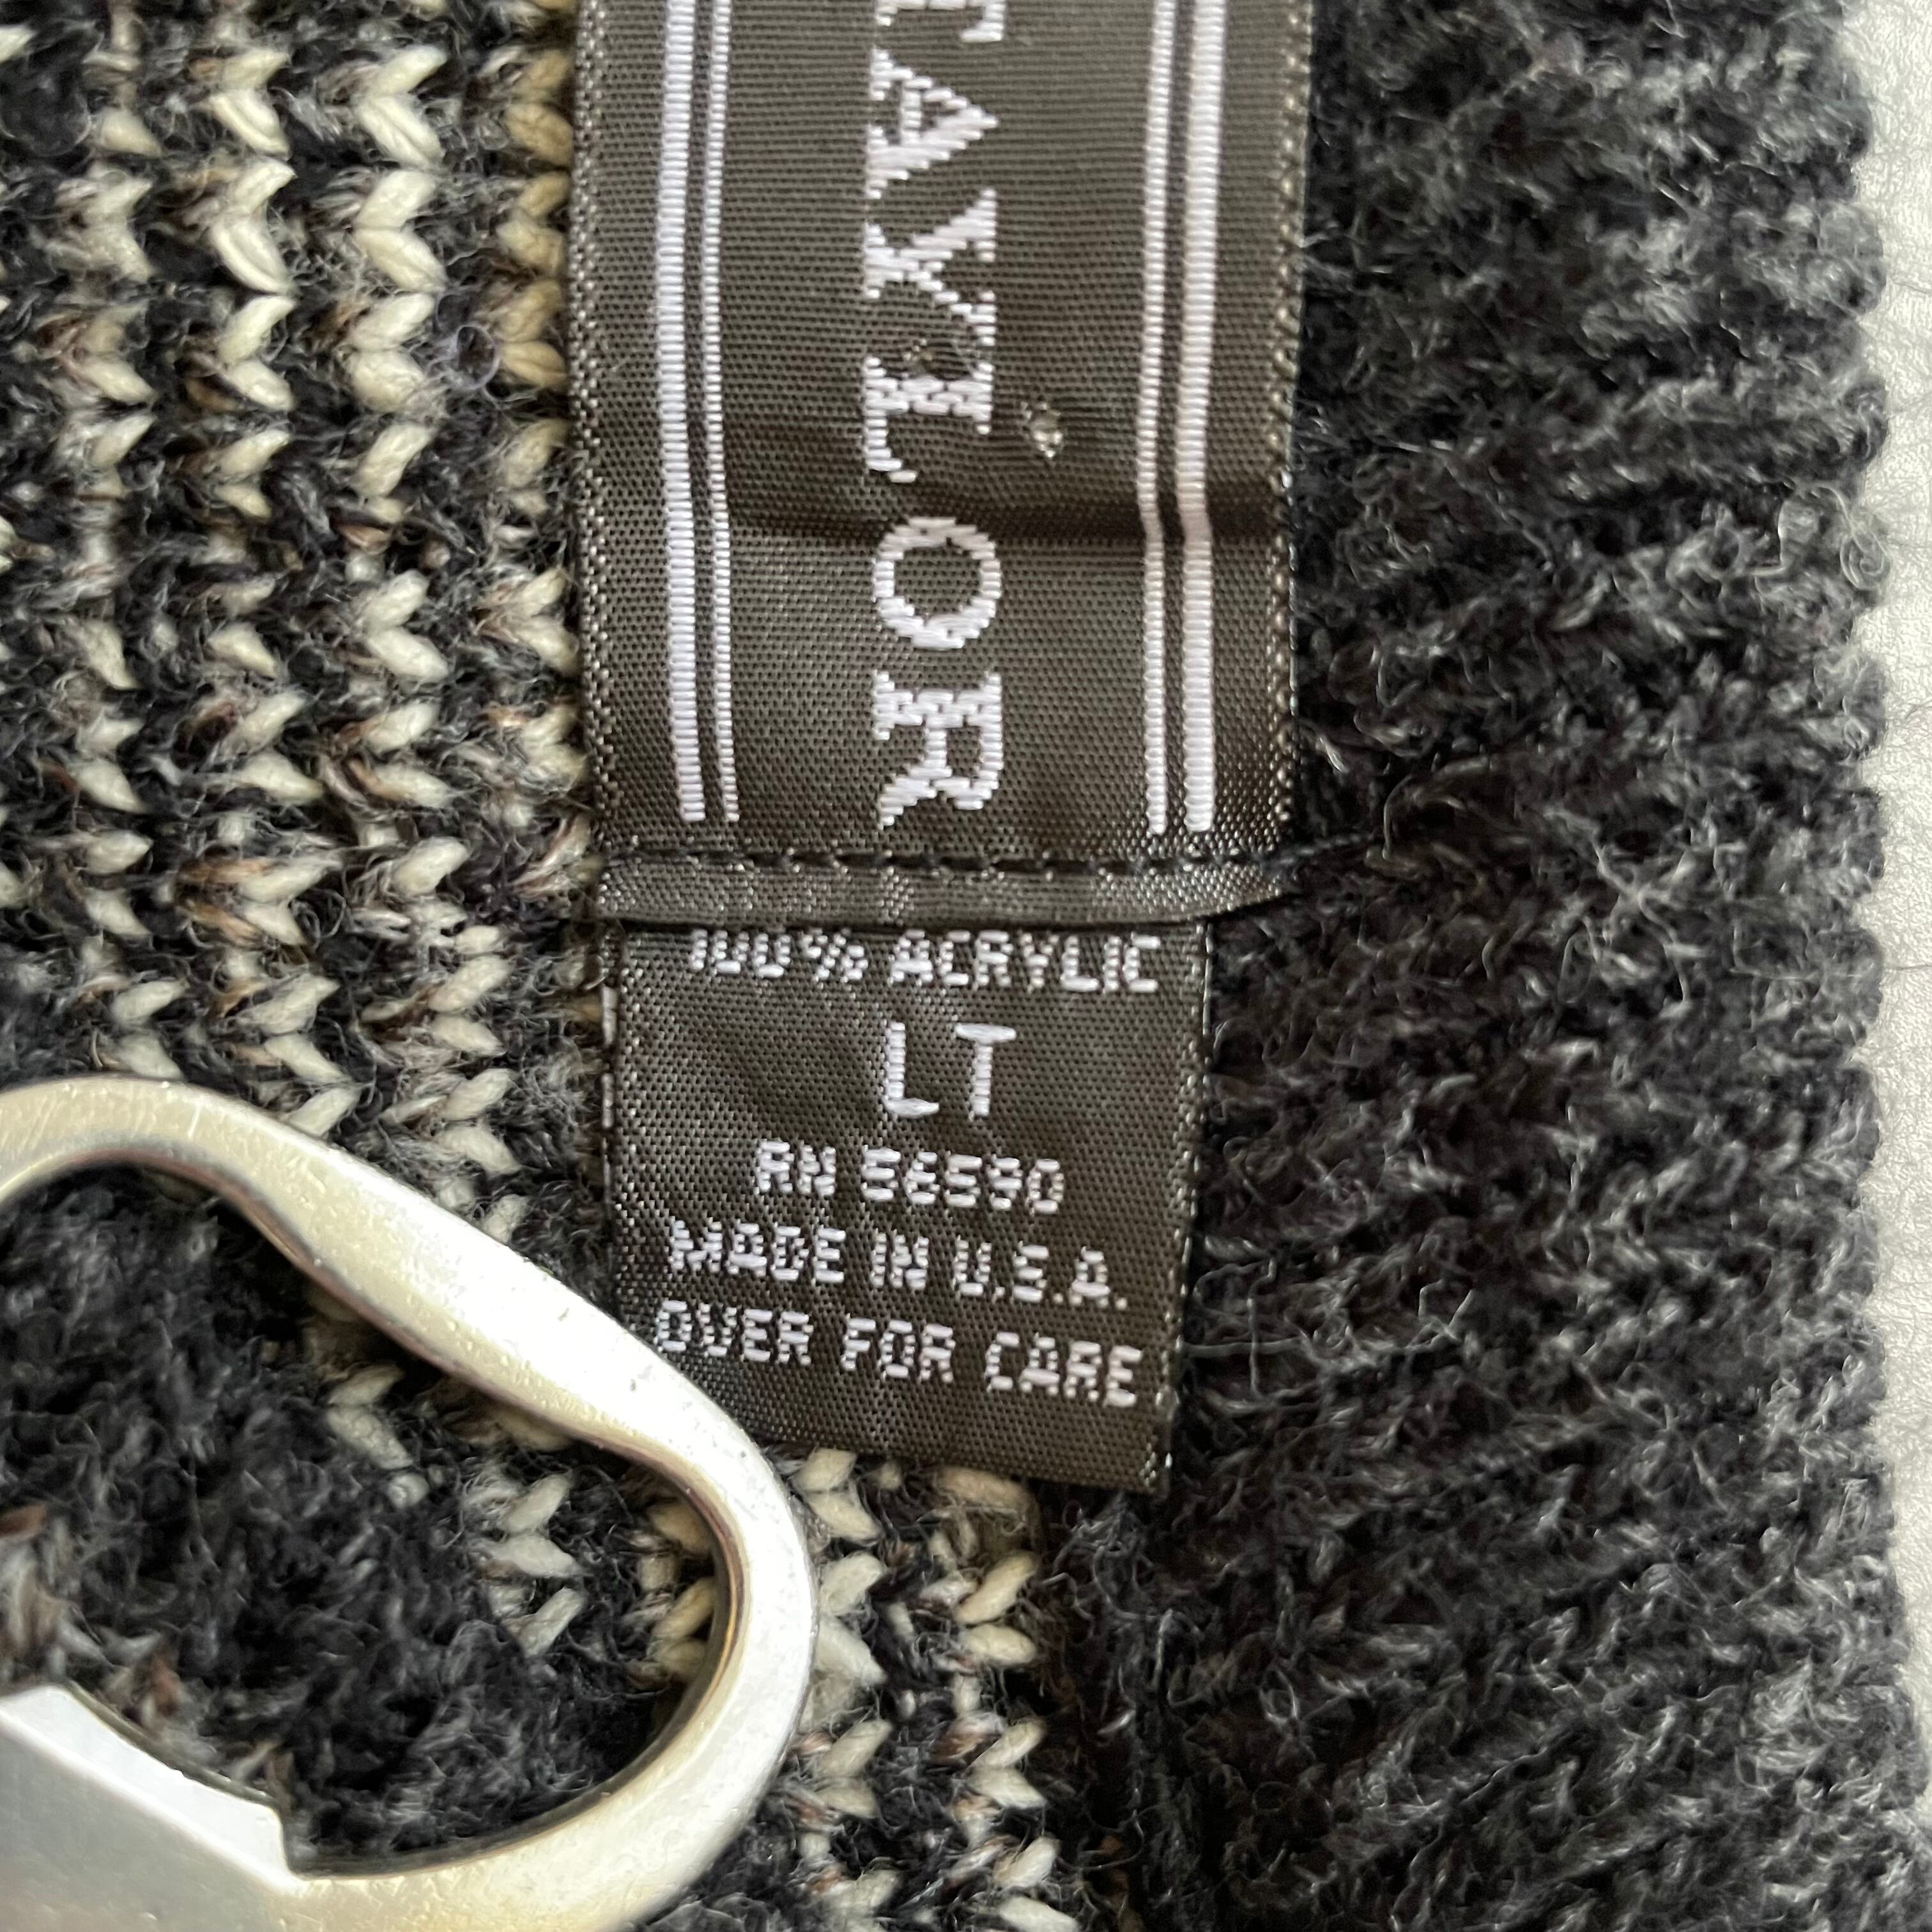 TAYLOR
100% ACRYLIC
LT
RN 56590
MADE IN U.S.A.
OVER FOR CARE